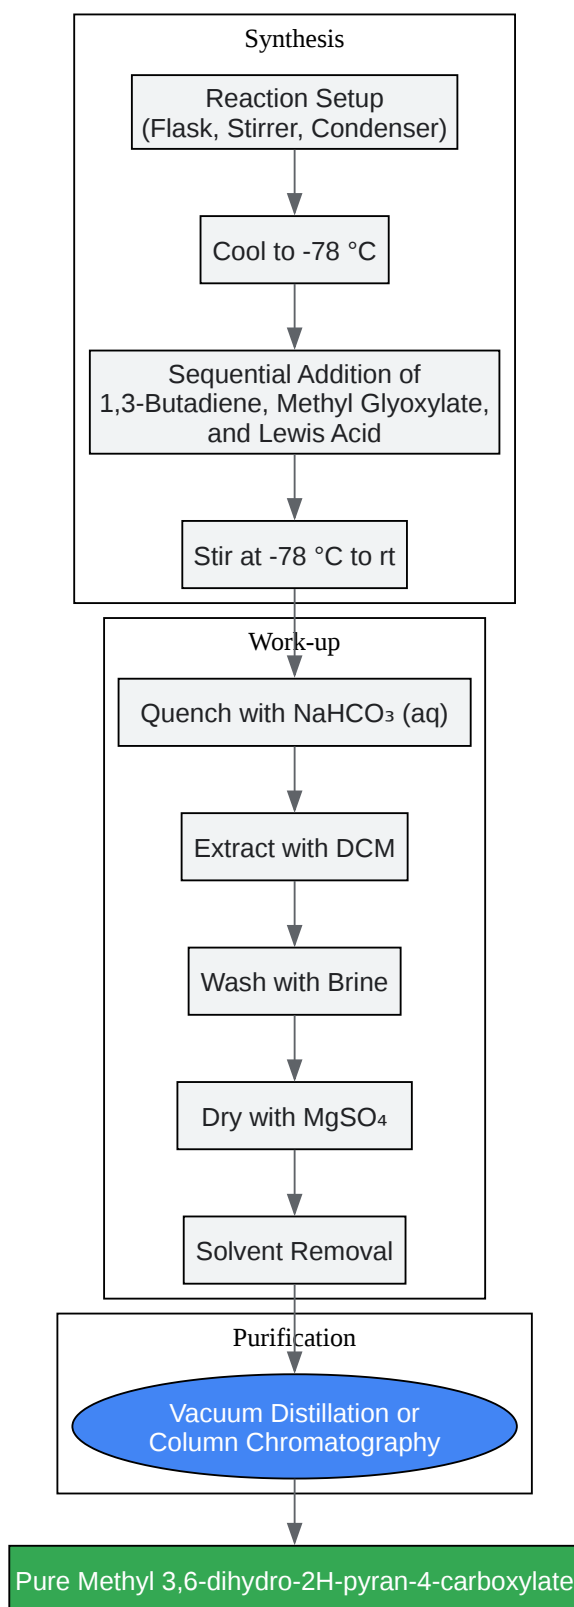 Synthesis
Reaction Setup
(Flask, Stirrer, Condenser)
Cool to -78 °C
Sequential Addition of
1,3-Butadiene, Methyl Glyoxylate,
and Lewis Acid
Stir at -78 °C to rt
Work-up
Quench with NaHCO₃ (aq)
Extract with DCM
Wash with Brine
Dry with MgSO₄
Solvent Removal
Purification
Vacuum Distillation or
Column Chromatography
Pure Methyl 3,6-dihydro-2H-pyran-4-carboxylate